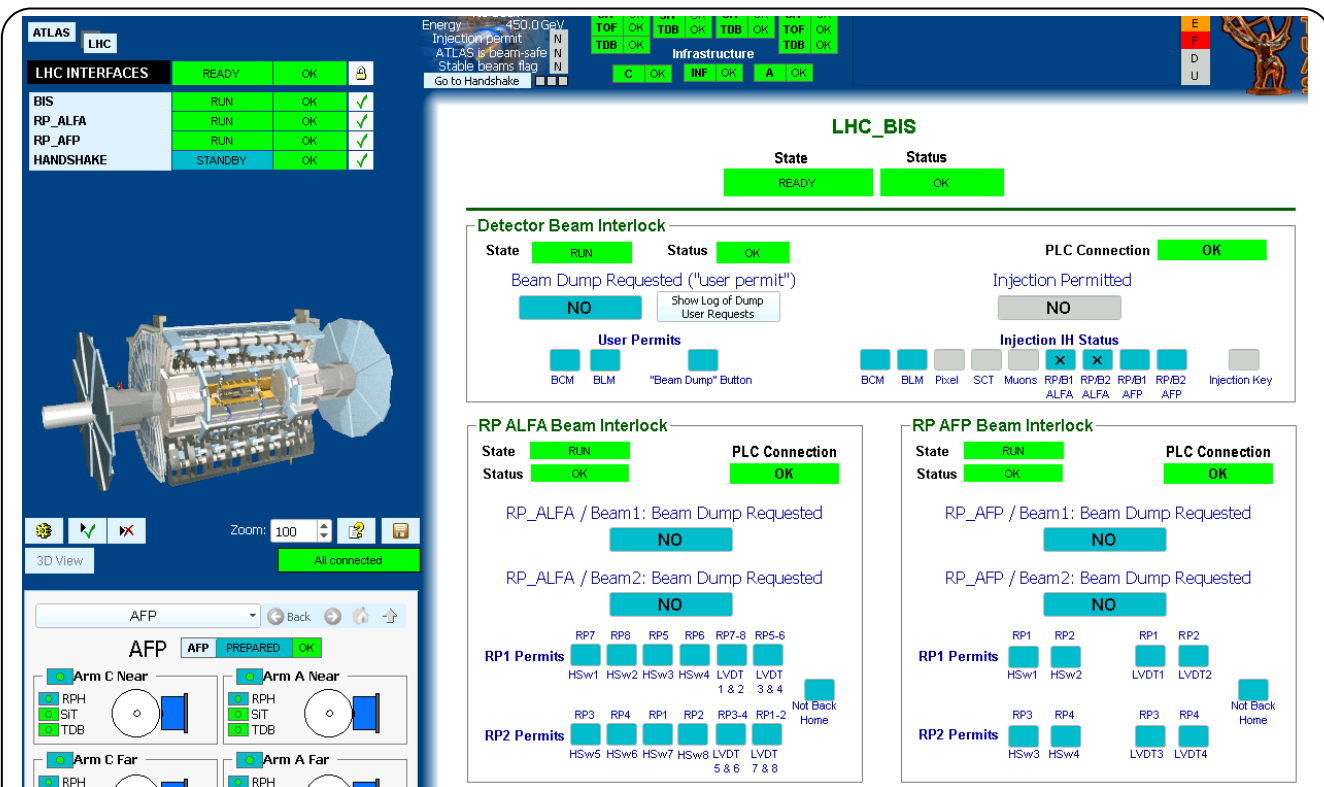 ATLAS
LHC
LHC INTERFACES READY OK
BIS RUN OK
RP_ALFA RUN OK
RP_AFP RUN OK
HANDSHAKE STANDBY OK
Energy 450.0 GeV
Injection permit N
ATLAS is beam-safe N
Stable beams flag N
Go to Handshake
TOF OK TDB OK TDB OK TOF OK
TDB OK TDB OK
Infrastructure
C OK INF OK A OK
E
F
D
U
LHC_BIS
State Status
READY OK
Detector Beam Interlock
State RUN Status OK PLC Connection OK
Beam Dump Requested ("user permit") Injection Permitted
NO Show Log of Dump User Requests NO
User Permits Injection IH Status
X X
BCM BLM "Beam Dump" Button BCM BLM Pixel SCT Muons RP/B1 RP/B2 RP/B1 RP/B2 Injection Key
ALFA ALFA AFP AFP
RP ALFA Beam Interlock
State RUN PLC Connection
Status OK OK
RP_ALFA / Beam1: Beam Dump Requested
NO
RP_ALFA / Beam2: Beam Dump Requested
NO
RP7 RP8 RP5 RP6 RP7-8 RP5-6
RP1 Permits
HSw1 HSw2 HSw3 HSw4 LVDT LVDT
1 & 2 3 & 4
Not Back
Home
RP3 RP4 RP1 RP2 RP3-4 RP1-2
RP2 Permits
HSw5 HSw6 HSw7 HSw8 LVDT LVDT
5 & 6 7 & 8
RP AFP Beam Interlock
State RUN PLC Connection
Status OK OK
RP_AFP / Beam1: Beam Dump Requested
NO
RP_AFP / Beam2: Beam Dump Requested
NO
RP1 RP2 RP1 RP2
RP1 Permits
HSw1 HSw2 LVDT1 LVDT2
Not Back
Home
RP3 RP4 RP3 RP4
RP2 Permits
HSw3 HSw4 LVDT3 LVDT4
Zoom: 100
3D View All connected
AFP Back
AFP AFP PREPARED OK
Arm C Near Arm A Near
RPH RPH
SiT SiT
TDB TDB
Arm C Far Arm A Far
RPH RPH